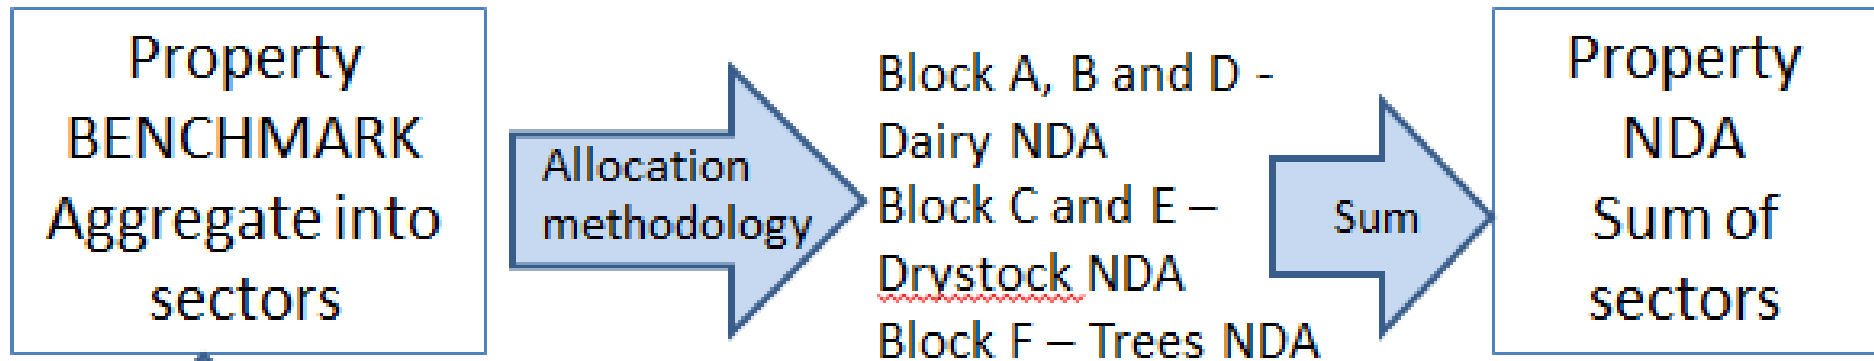 Property
BENCHMARK
Aggregate into
sectors
Allocation
methodology
Block A, B and D -
Dairy NDA
Block C and E –
Drystock NDA
Block F – Trees NDA
Sum
Property
NDA
Sum of
sectors